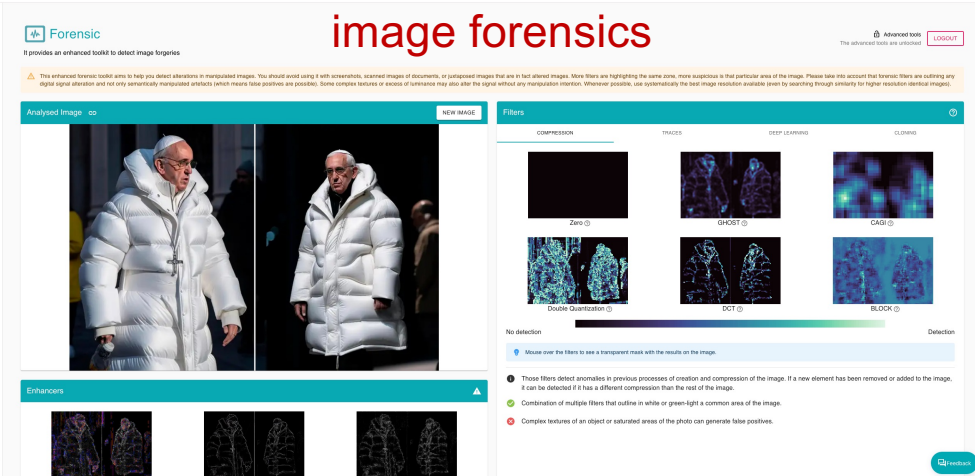 image forensics
Forensic
It provides an enhanced toolkit to detect image forgeries
Advanced tools
The advanced tools are unlocked
LOGOUT
This enhanced forensic toolkit aims to help you detect alterations in manipulated images. You should avoid using it with screenshots, scanned images of documents, or juxtaposed images that are in fact altered images. More filters are highlighting the same zone, more suspicious is that particular area of the image. Please take into account that forensic filters are outlining any
digital signal alteration and not only semantically manipulated artefacts (which means false positives are possible). Some complex textures or excess of luminance may also alter the signal without any manipulation intention. Whenever possible, use systematically the best image resolution available (even by searching through similarity for higher resolution identical images).
Analysed Image
NEW IMAGE
Filters
COMPRESSION
TRACES
DEEP LEARNING
CLONING
Zero
GHOST
CAGI
Double Quantization
DCT
BLOCK
No detection
Detection
Mouse over the filters to see a transparent mask with the results on the image.
Those filters detect anomalies in previous processes of creation and compression of the image. If a new element has been removed or added to the image,
it can be detected if it has a different compression than the rest of the image.
Combination of multiple filters that outline in white or green-light a common area of the image.
Complex textures of an object or saturated areas of the photo can generate false positives.
Enhancers
Feedback